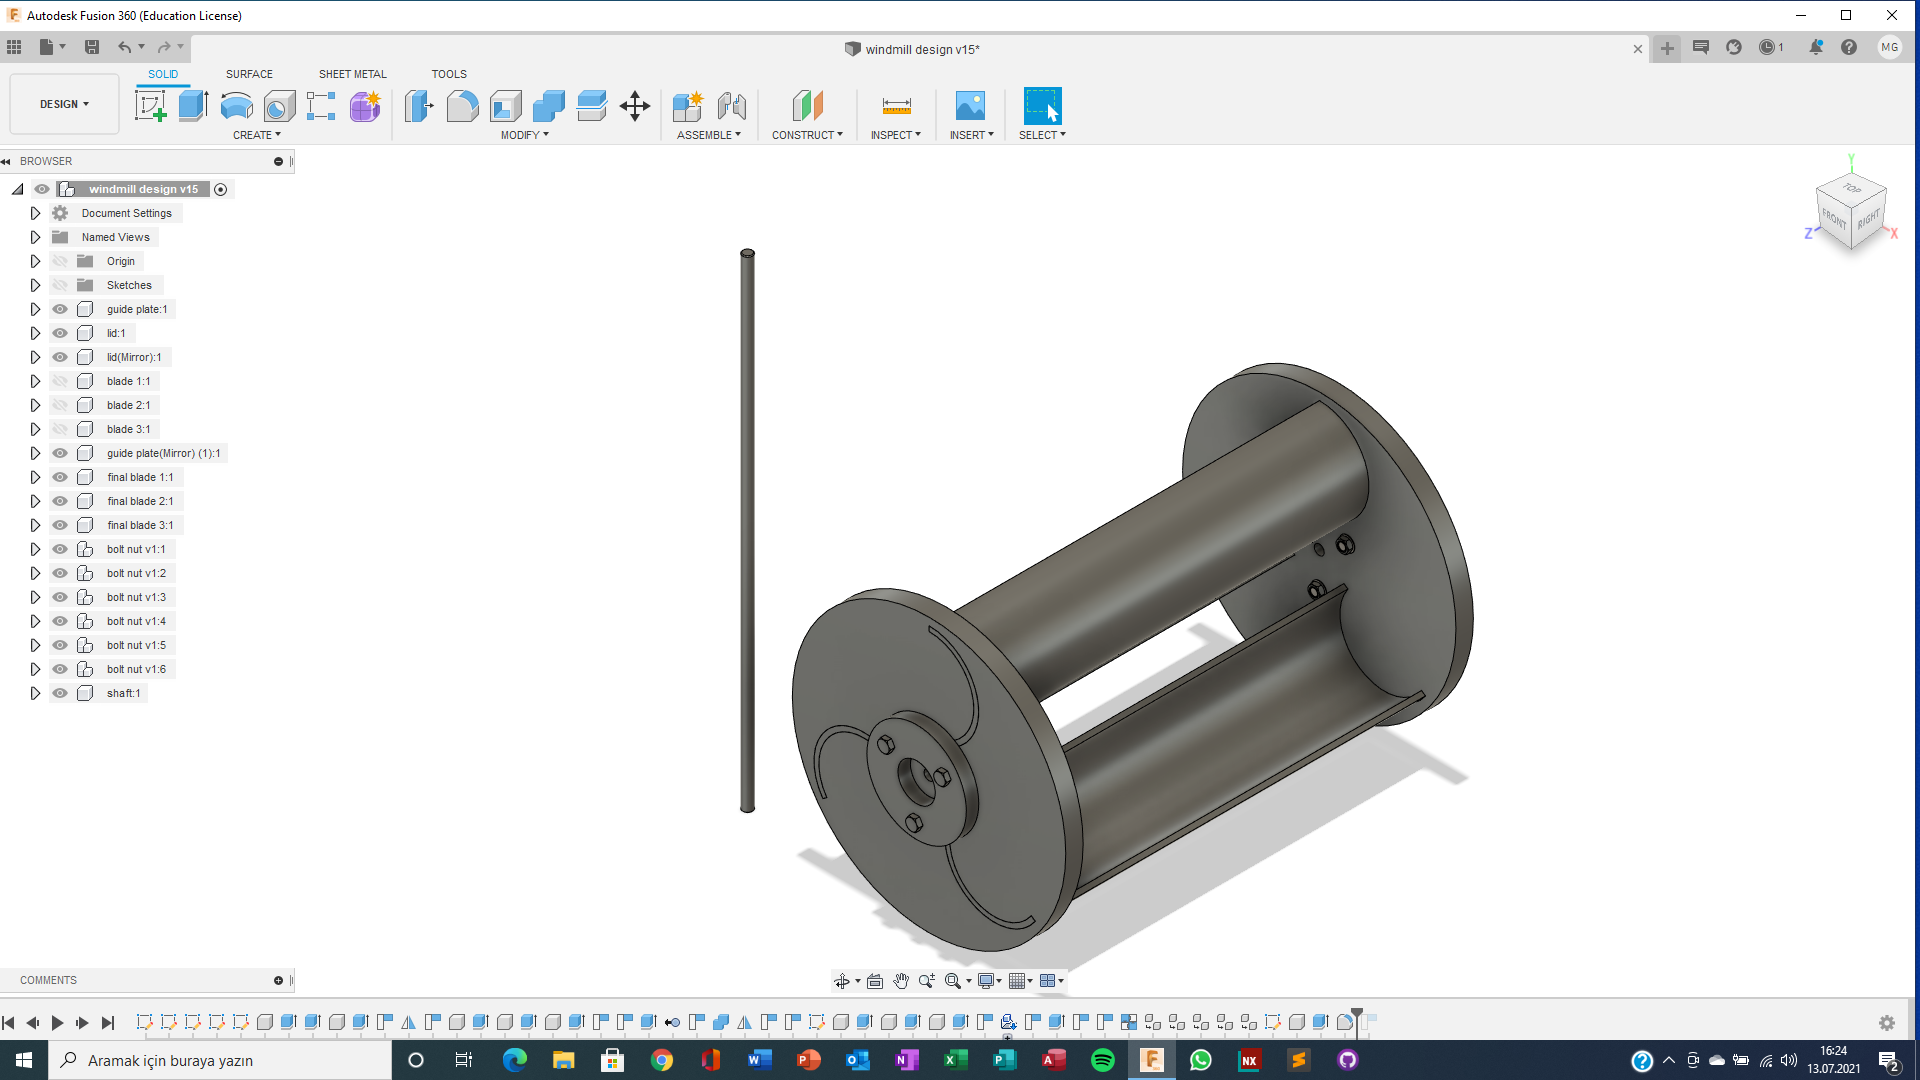 Autodesk Fusion 360 (Education License)
windmill design v15*
1
MG
SOLID
SURFACE
SHEET METAL
TOOLS
DESIGN
CREATE
MODIFY
ASSEMBLE
CONSTRUCT
INSPECT
INSERT
SELECT
BROWSER
windmill design v15
Document Settings
Named Views
Origin
Sketches
guide plate:1
lid:1
lid(Mirror):1
blade 1:1
blade 2:1
blade 3:1
guide plate(Mirror) (1):1
final blade 1:1
final blade 2:1
final blade 3:1
bolt nut v1:1
bolt nut v1:2
bolt nut v1:3
bolt nut v1:4
bolt nut v1:5
bolt nut v1:6
shaft:1
Y
TOP
FRONT
RIGHT
Z
X
COMMENTS
Aramak için buraya yazın
NX
16:24
13.07.2021
2